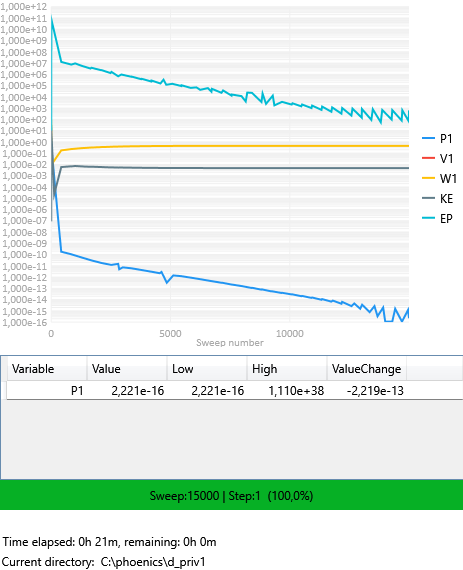 1,000e+12
1,000e+11
1,000e+10
1,000e+09
1,000e+08
1,000e+07
1,000e+06
1,000e+05
1,000e+04
1,000e+03
1,000e+02
1,000e+01
1,000e+00
1,000e-01
1,000e-02
1,000e-03
1,000e-04
1,000e-05
1,000e-06
1,000e-07
1,000e-08
1,000e-09
1,000e-10
1,000e-11
1,000e-12
1,000e-13
1,000e-14
1,000e-15
1,000e-16
0 5000 10000
Sweep number
P1
V1
W1
KE
EP
Variable Value Low High ValueChange
P1 2,221e-16 2,221e-16 1,110e+38 -2,219e-13
Sweep:15000 | Step:1 (100,0%)
Time elapsed: 0h 21m, remaining: 0h 0m
Current directory: C:\phoenics\d_priv1